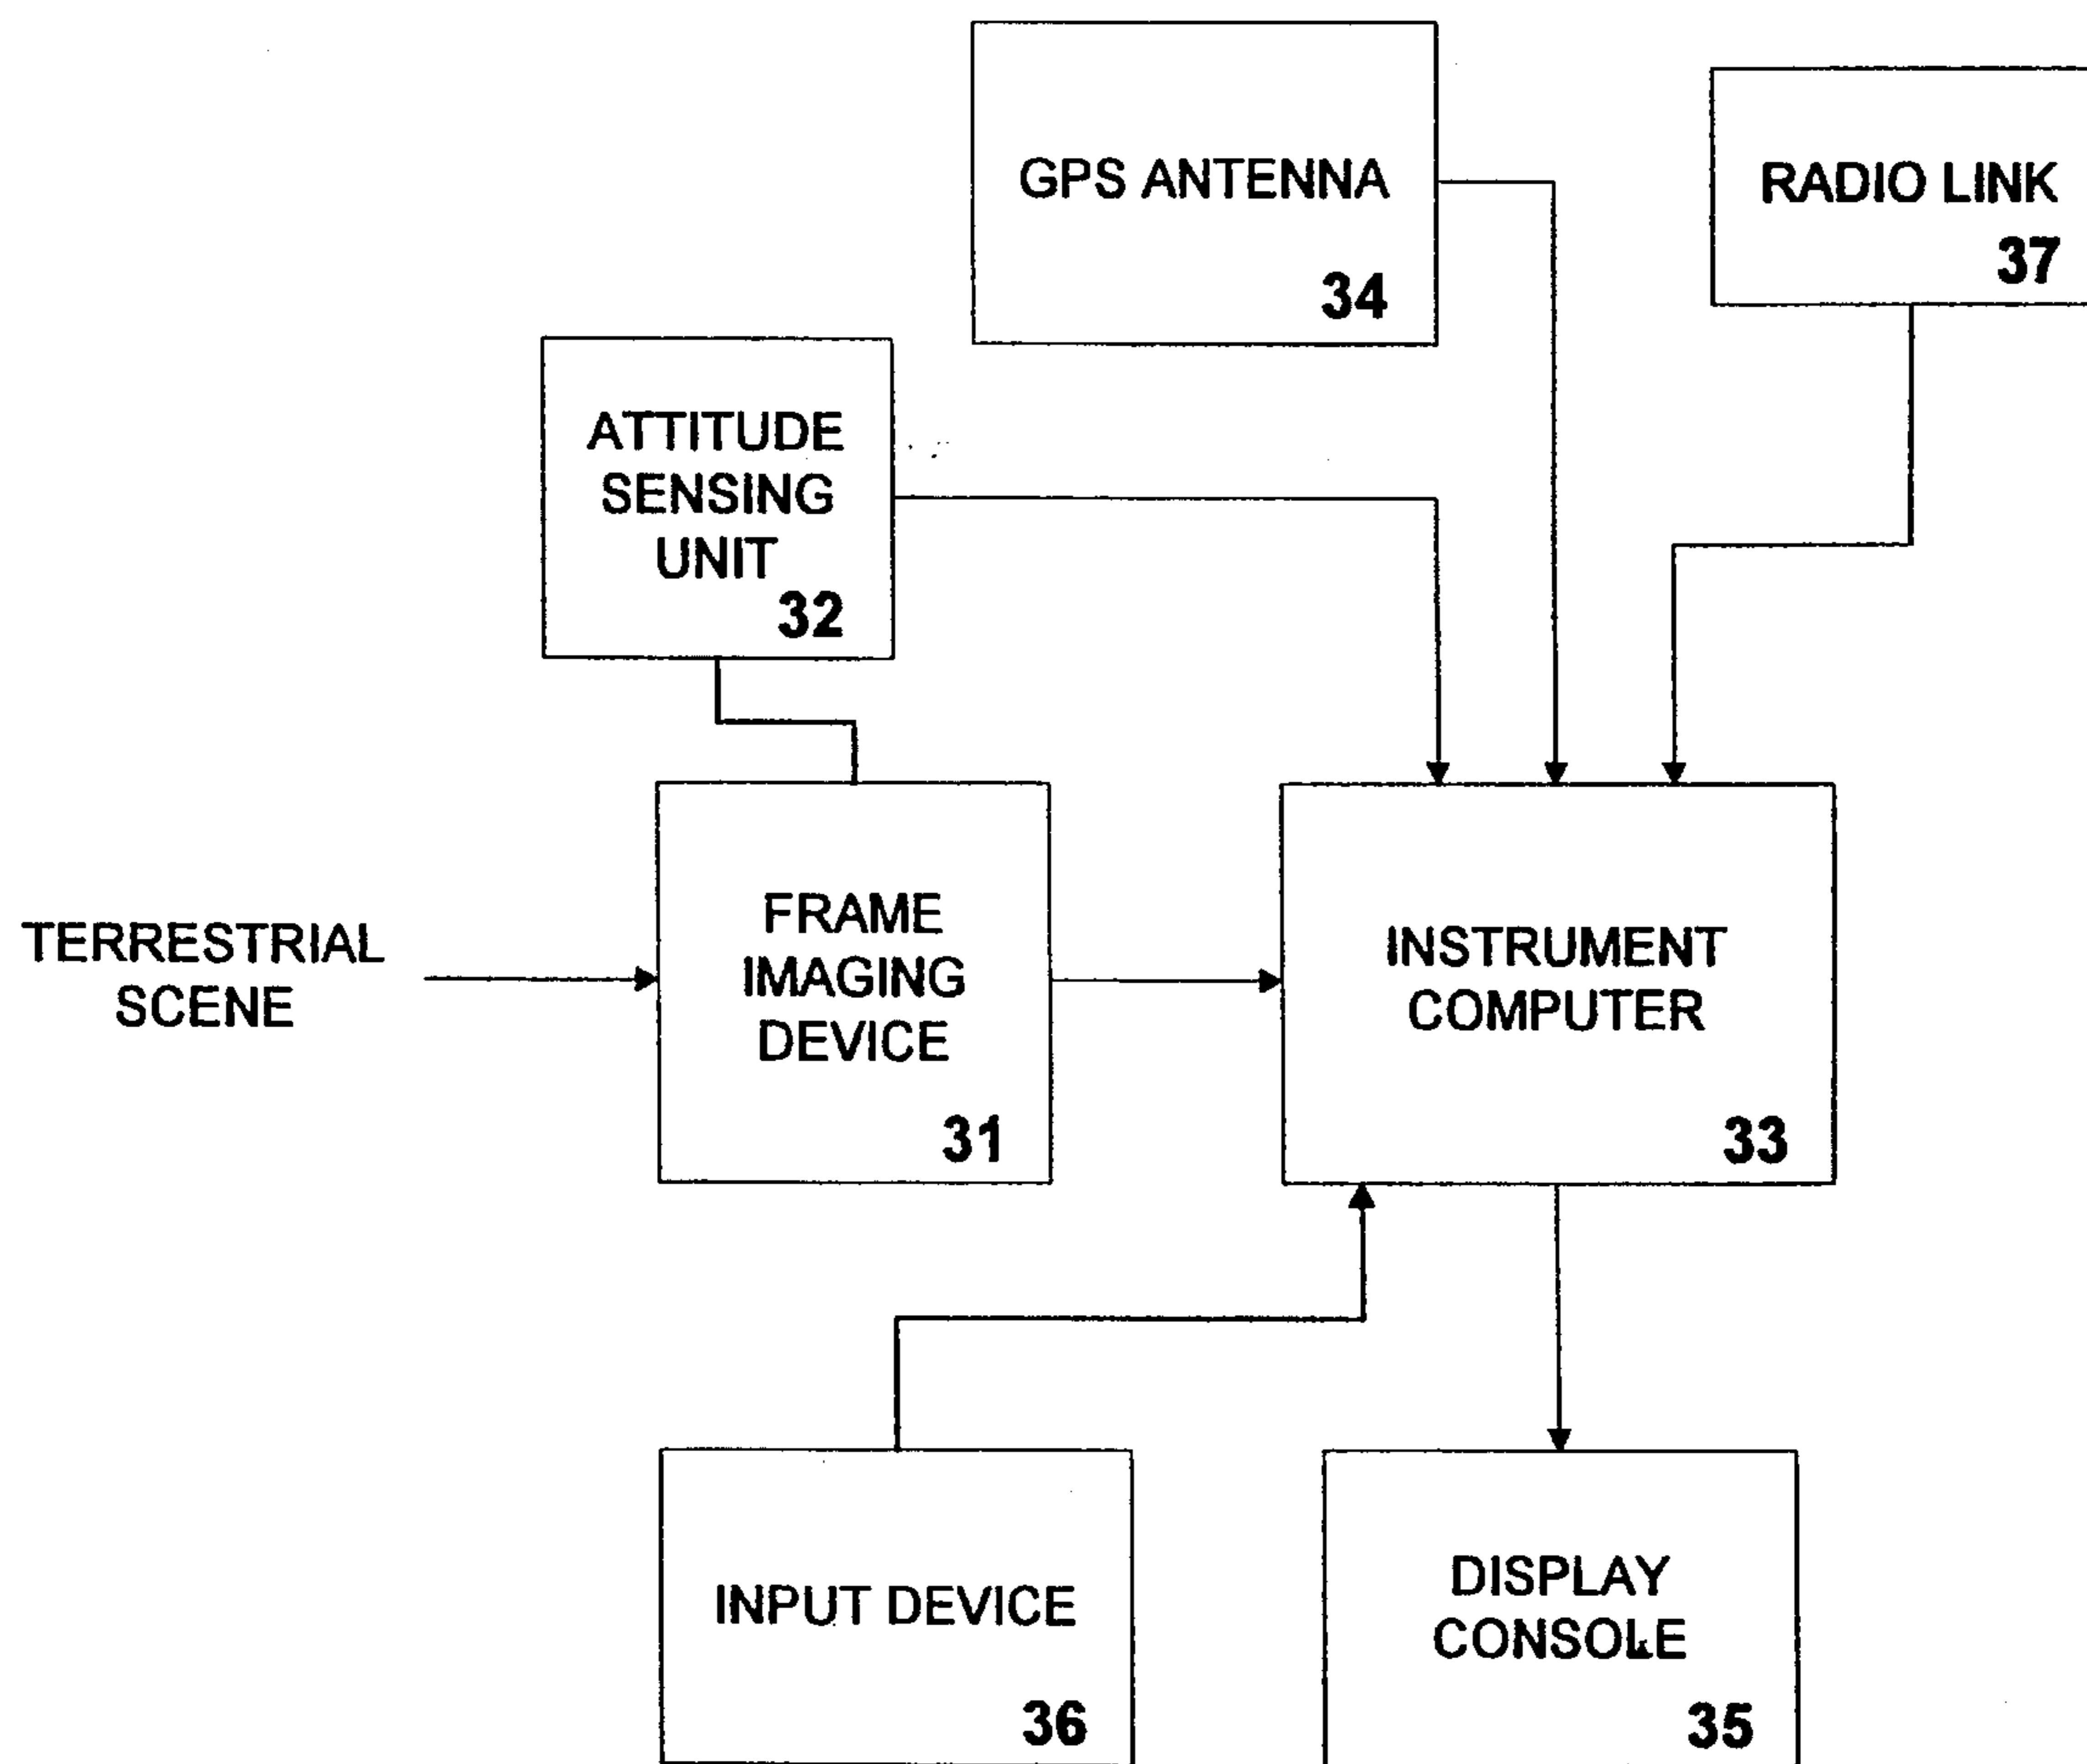 GPS ANTENNA
34
RADIO LINK
37
ATTITUDE
SENSING
UNIT
32
TERRESTRIAL
SCENE
FRAME
IMAGING
DEVICE
31
INSTRUMENT
COMPUTER
33
INPUT DEVICE
36
DISPLAY
CONSOLE
35